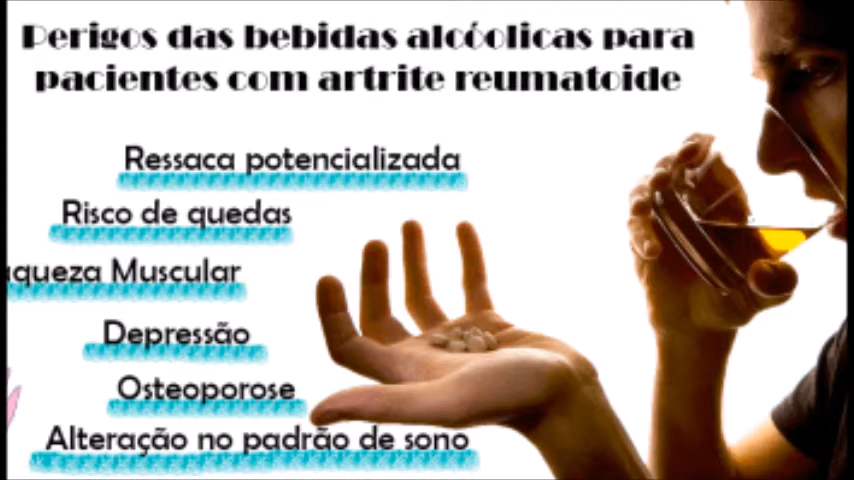 Perigos das bebidas alcóolicas para
pacientes com artrite reumatoide
Ressaca potencializada
Risco de quedas
aqueza Muscular
Depressão
Osteoporose
Alteração no padrão de sono